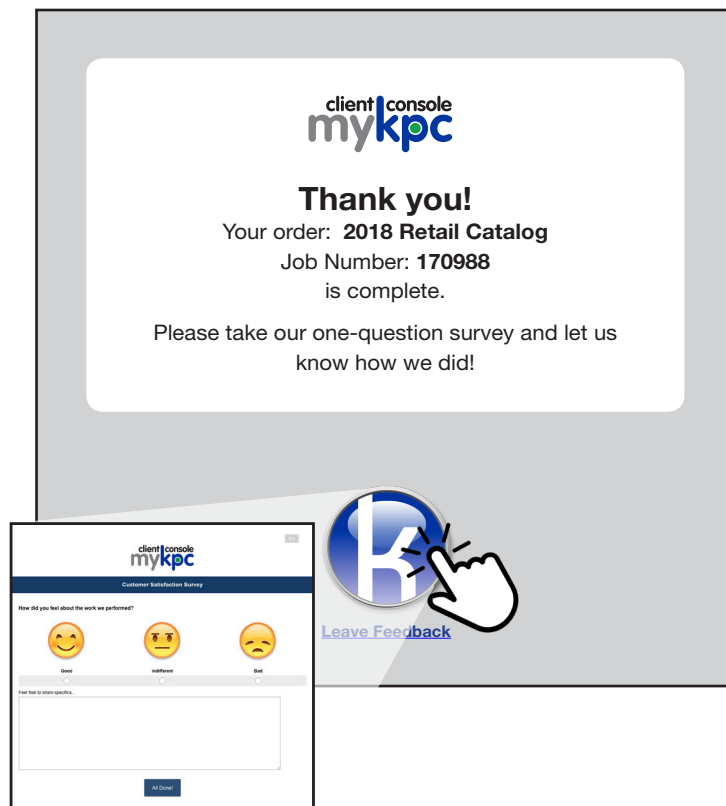 client console
mykpc
Thank you!
Your order: 2018 Retail Catalog
Job Number: 170988
is complete.
Please take our one-question survey and let us
know how we did!
k
Leave Feedback
client console
mykpc
Customer Satisfaction Survey
How did you feel about the work we performed?
Good Indifferent Bad
Feel free to share specifics..
All Done!